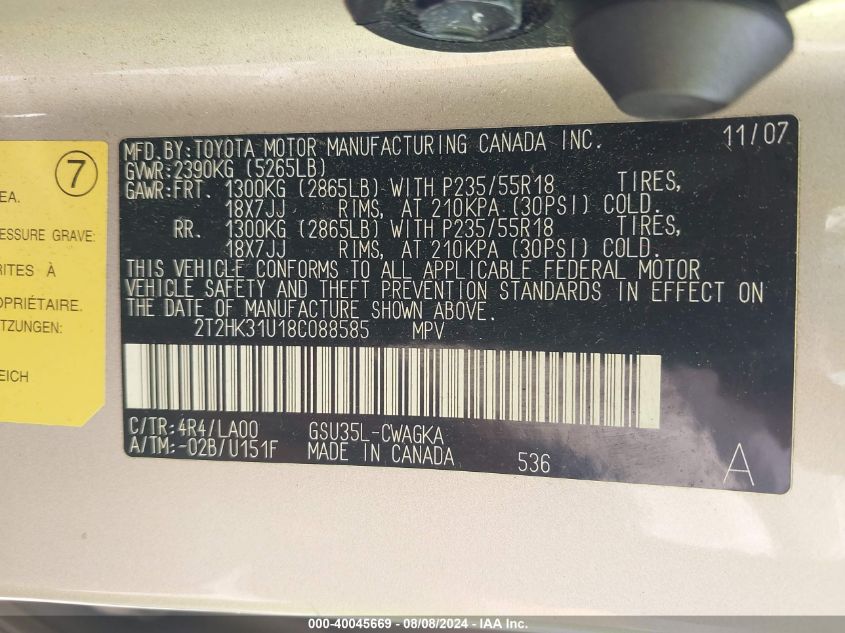 7
EA.
ESSURE GRAVE:
RITES À
OPRIÉTAIRE.
TZUNGEN
EICH
MFD.BY:TOYOTA MOTOR MANUFACTURING CANADA INC. 11/07
GVWR:2390KG (5265LB)
GAWR:FRT. 1300KG (2865LB) WITH P235/55R18 TIRES,
18X7JJ RIMS, AT 210KPA (30PSI) COLD.
RR. 1300KG (2865LB) WITH P235/55R18 TIRES,
18X7JJ RIMS, AT 210KPA (30PSI) COLD.
THIS VEHICLE CONFORMS TO ALL APPLICABLE FEDERAL MOTOR
VEHICLE SAFETY AND THEFT PREVENTION STANDARDS IN EFFECT ON
THE DATE OF MANUFACTURE SHOWN ABOVE.
2T2HK31U18C088585 MPV
C/TR:4R4/LA00 GSU35L-CWAGKA
A/TM:-02B/U151F MADE IN CANADA 536 A
000-40045669 - 08/08/2024 - IAA Inc.